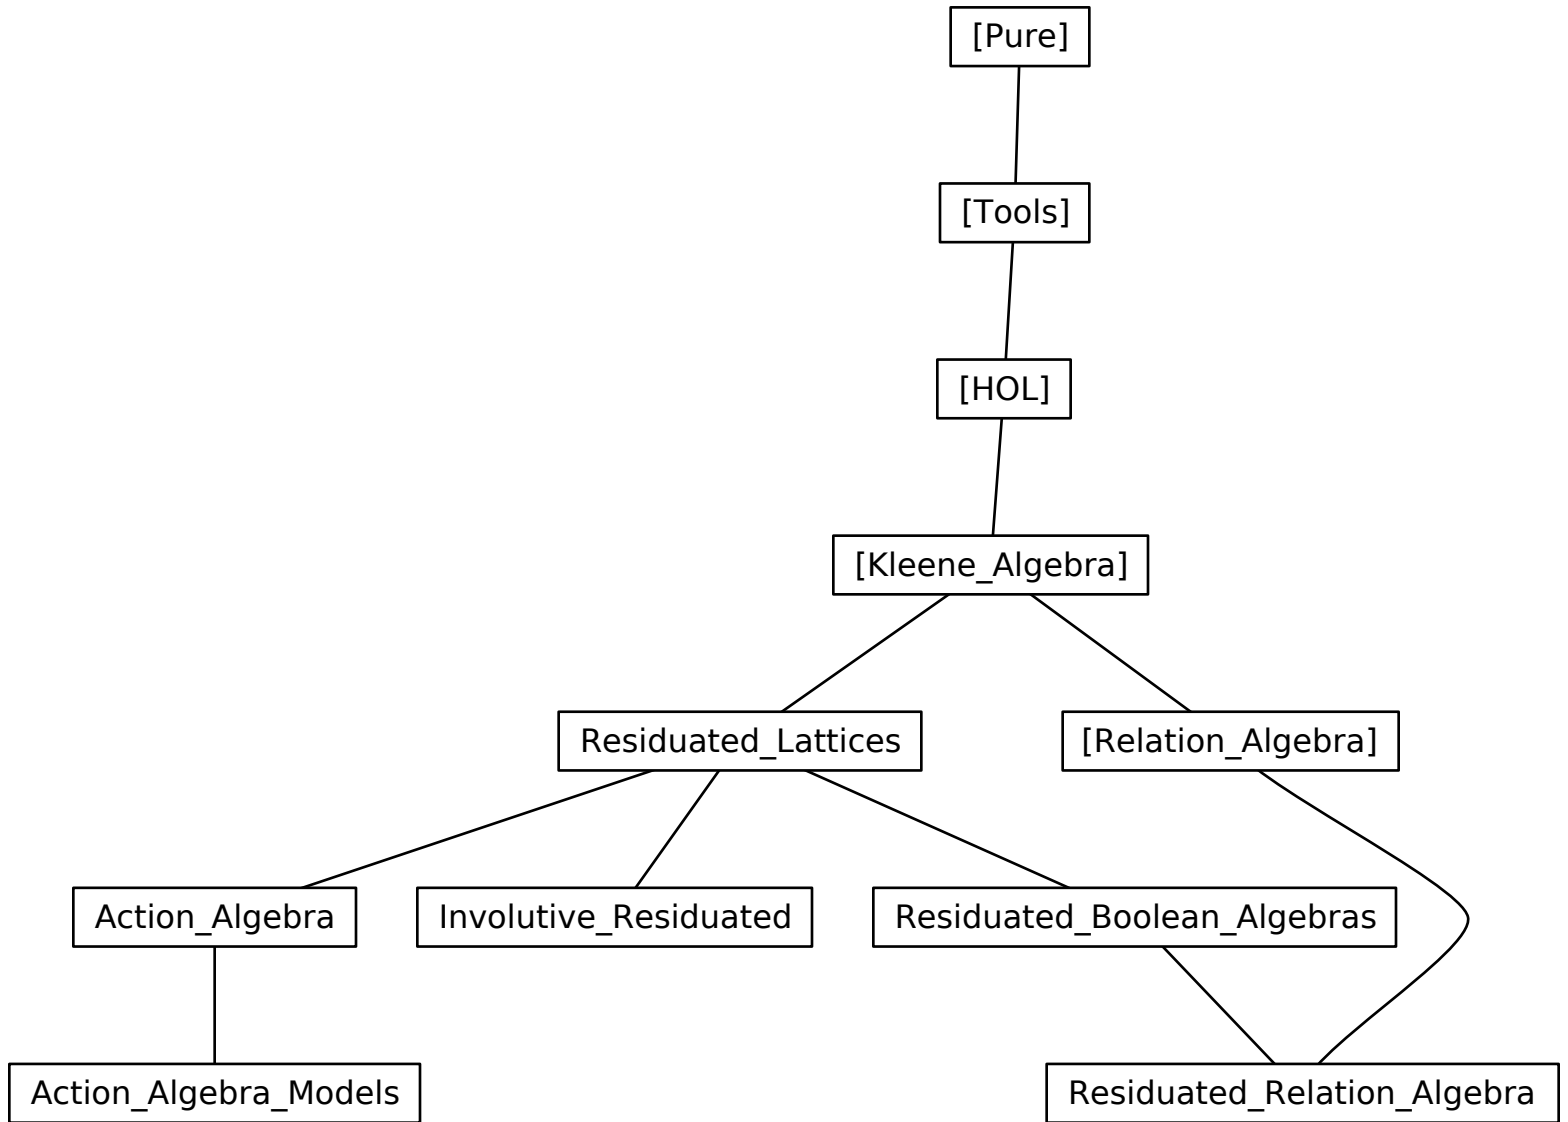 [Pure]
[Tools]
[HOL]
[Kleene_Algebra]
Residuated_Lattices
[Relation_Algebra]
Action_Algebra
Involutive_Residuated
Residuated_Boolean_Algebras
Action_Algebra_Models
Residuated_Relation_Algebra